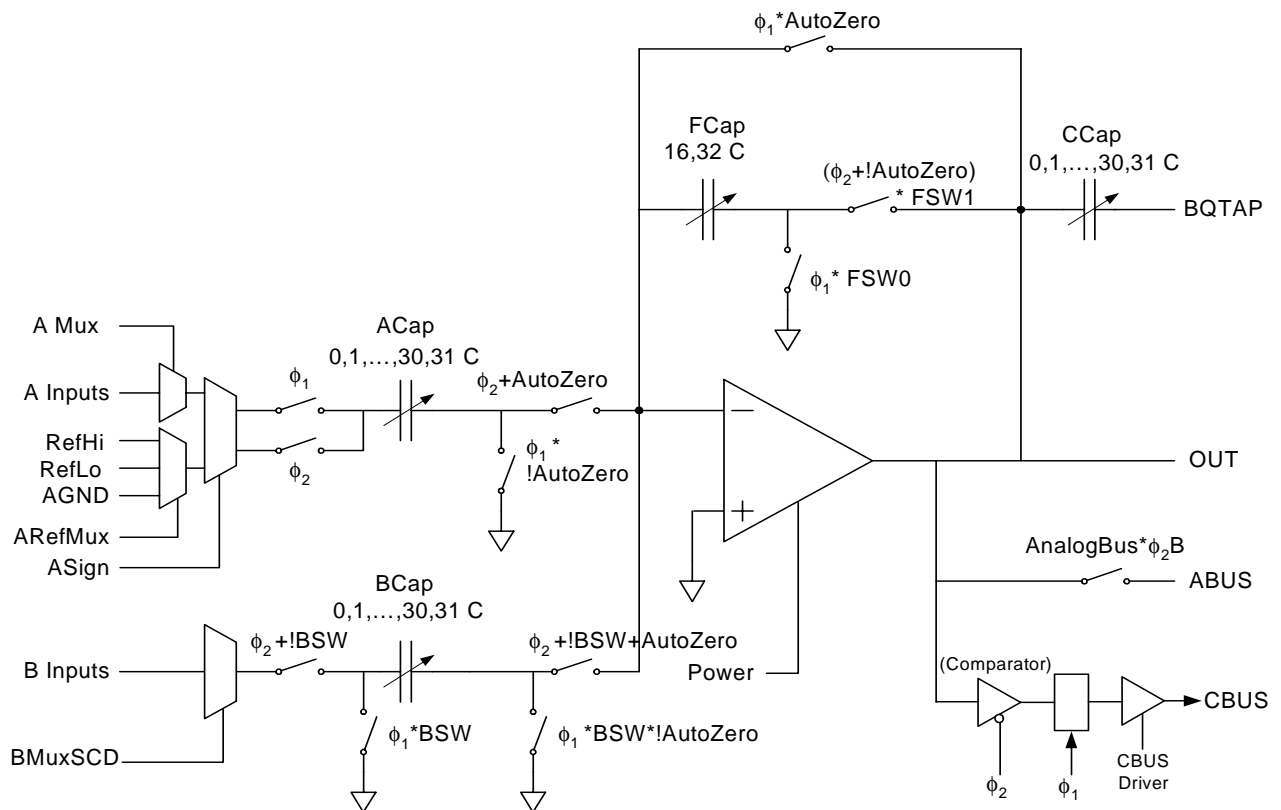 ϕ1*AutoZero
FCap
16,32 C
CCap
0,1,…,30,31 C
(ϕ2+!AutoZero)
* FSW1
BQTAP
ϕ1* FSW0
A Mux
ACap
0,1,…,30,31 C
A Inputs
ϕ1
ϕ2+AutoZero
RefHi
RefLo
AGND
ϕ2
ϕ1*
!AutoZero
OUT
ARefMux
ASign
AnalogBus*ϕ2B
ABUS
BCap
0,1,…,30,31 C
ϕ2+!BSW
ϕ2+!BSW+AutoZero
B Inputs
Power
(Comparator)
CBUS
ϕ1*BSW
ϕ1*BSW*!AutoZero
BMuxSCD
ϕ2
ϕ1
CBUS
Driver